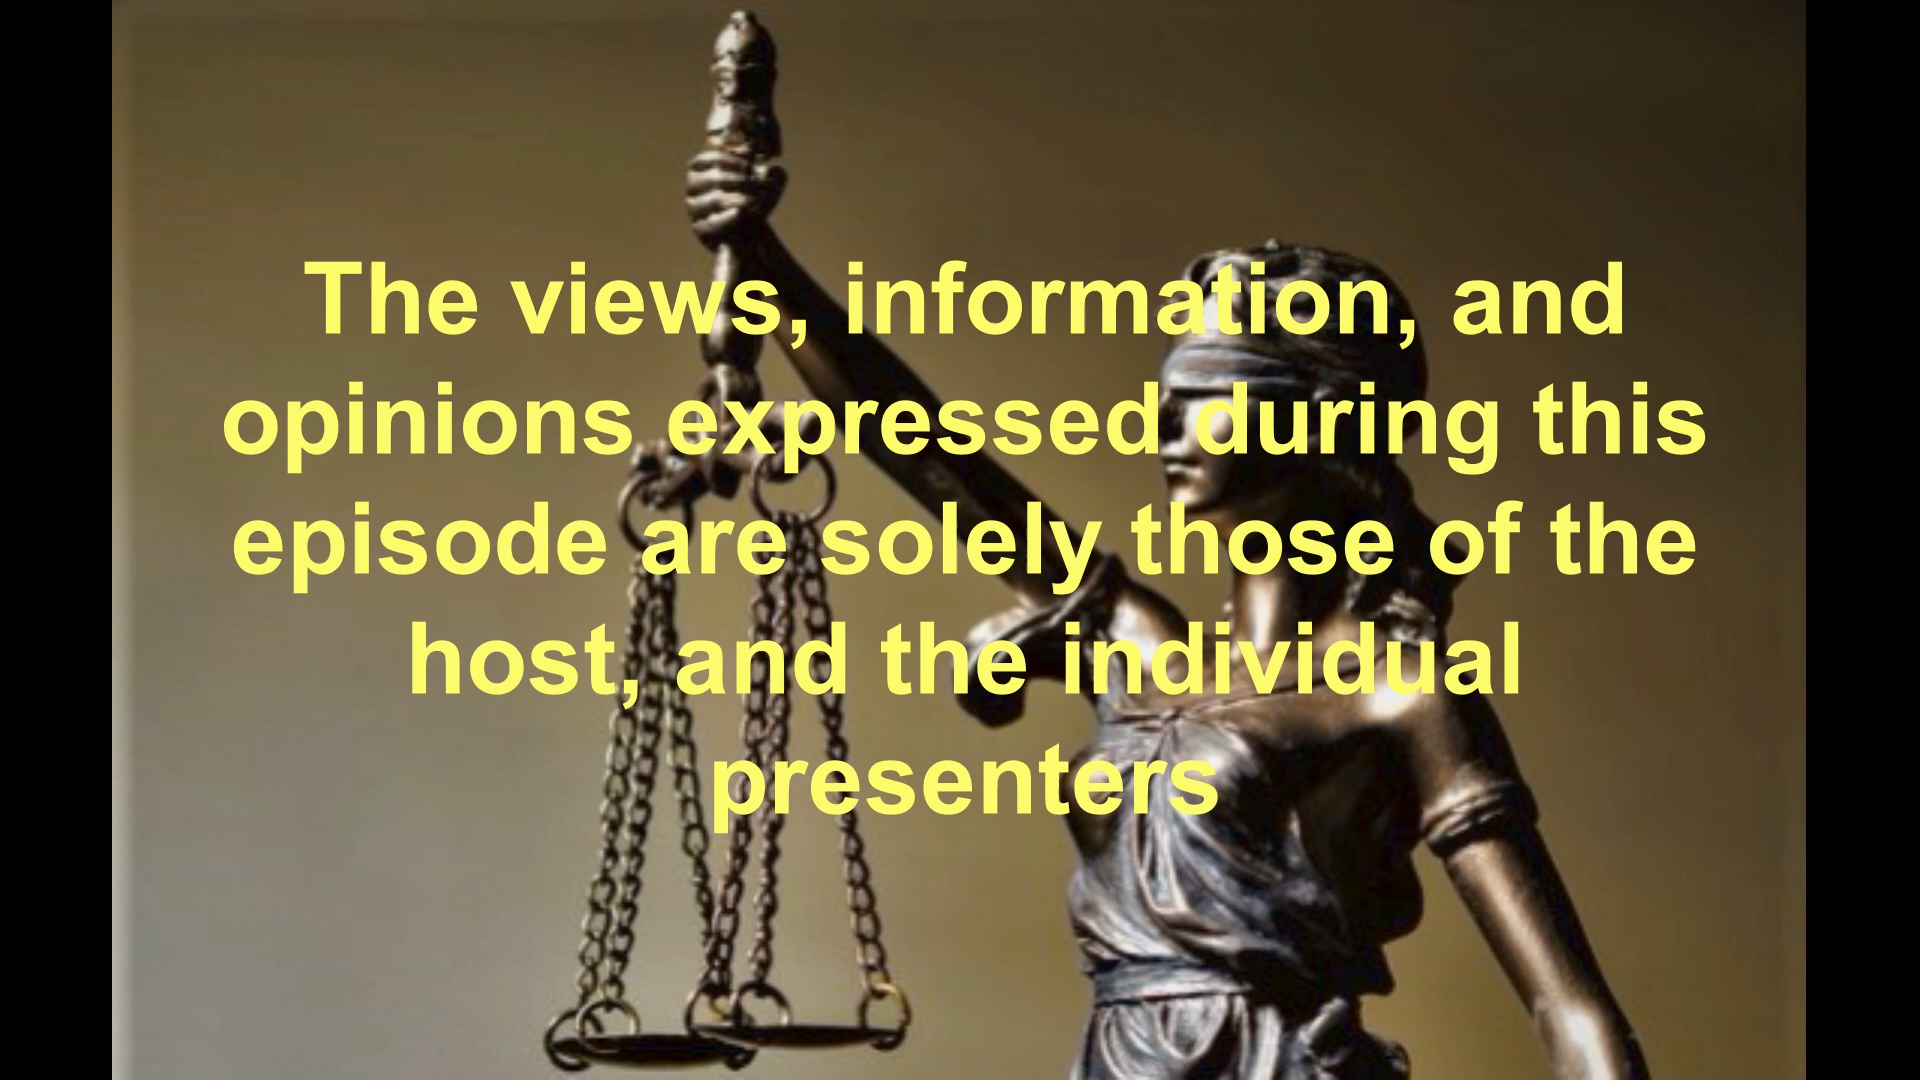 The views, information, and
opinions expressed during this
episode are solely those of the
host, and the individual
presenters